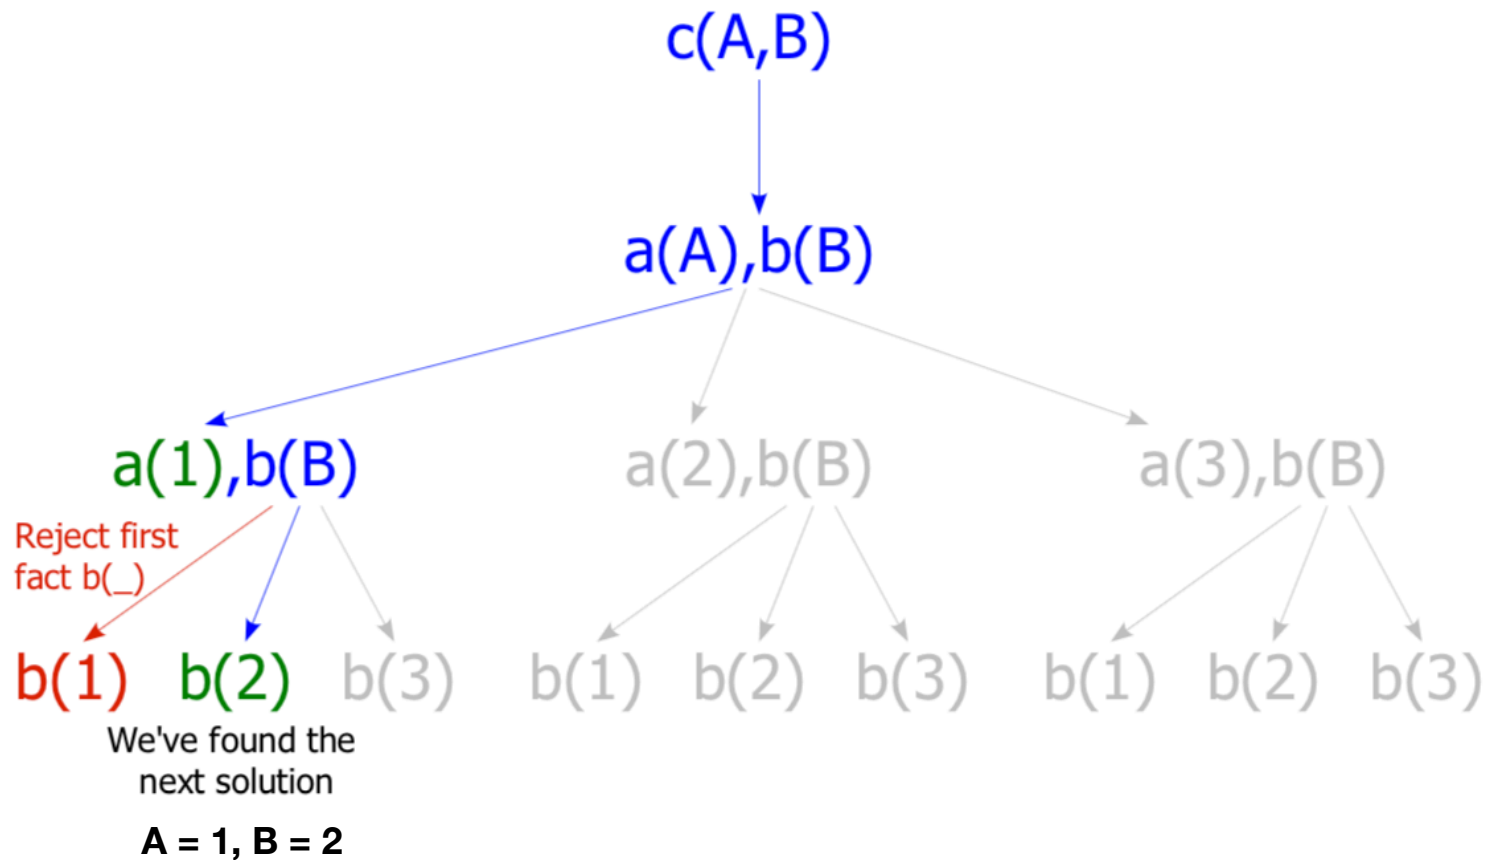 c(A,B)
a(A),b(B)
a(1),b(B)
a(2),b(B)
a(3),b(B)
Reject first
fact b(_)
b(1)
b(2)
b(3)
b(1)
b(2)
b(3)
b(1)
b(2)
b(3)
We've found the
next solution
A = 1, B = 2